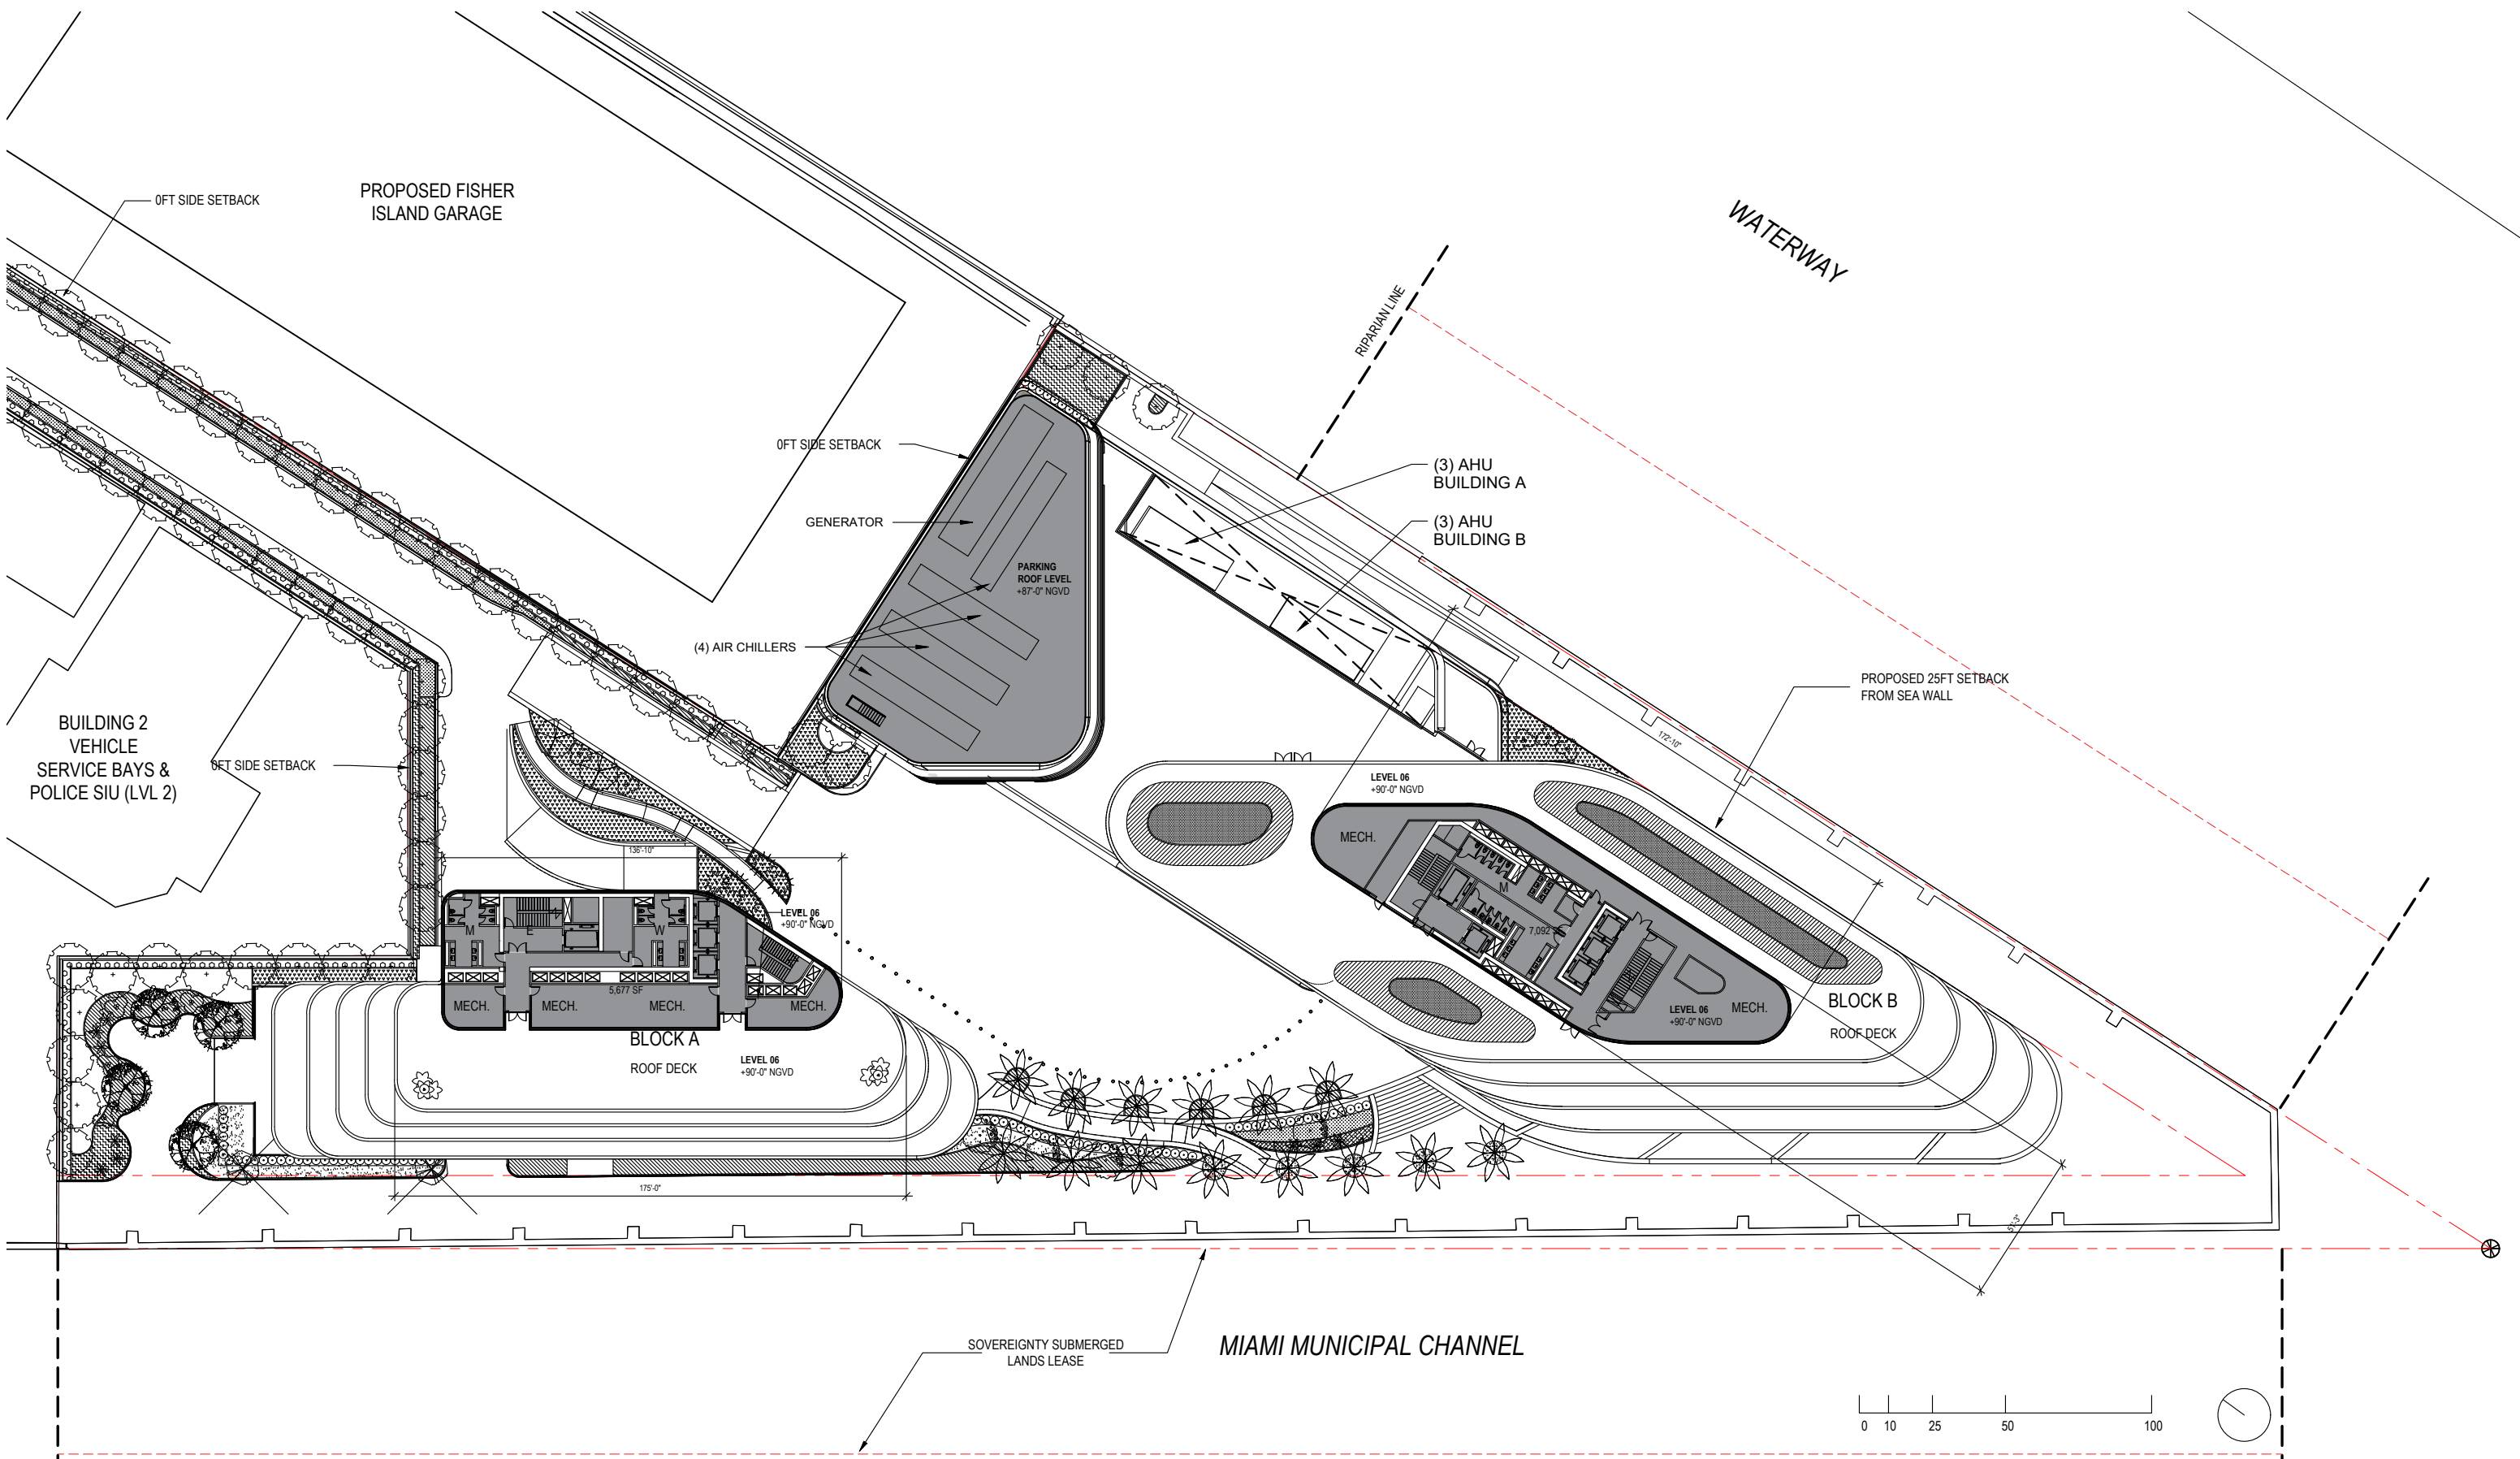 0FT SIDE SETBACK
PROPOSED FISHER
ISLAND GARAGE
WATERWAY
RIPARIAN LINE
0FT SIDE SETBACK
(3) AHU
BUILDING A
GENERATOR
(3) AHU
BUILDING B
PARKING
ROOF LEVEL
+87'-0" NGVD
(4) AIR CHILLERS
PROPOSED 25FT SETBACK
FROM SEA WALL
BUILDING 2
VEHICLE
SERVICE BAYS &
POLICE SIU (LVL 2)
0FT SIDE SETBACK
172'-10"
LEVEL 06
+90'-0" NGVD
136'-10"
MECH.
M
7,092 SF
LEVEL 06
+90'-0" NGVD
M
E
W
5,677 SF
MECH.
MECH.
MECH.
MECH.
BLOCK A
ROOF DECK
LEVEL 06
+90'-0" NGVD
LEVEL 06
+90'-0" NGVD
MECH.
BLOCK B
ROOF DECK
175'-0"
51'-3"
SOVEREIGNTY SUBMERGED
LANDS LEASE
MIAMI MUNICIPAL CHANNEL
0 10 25 50 100